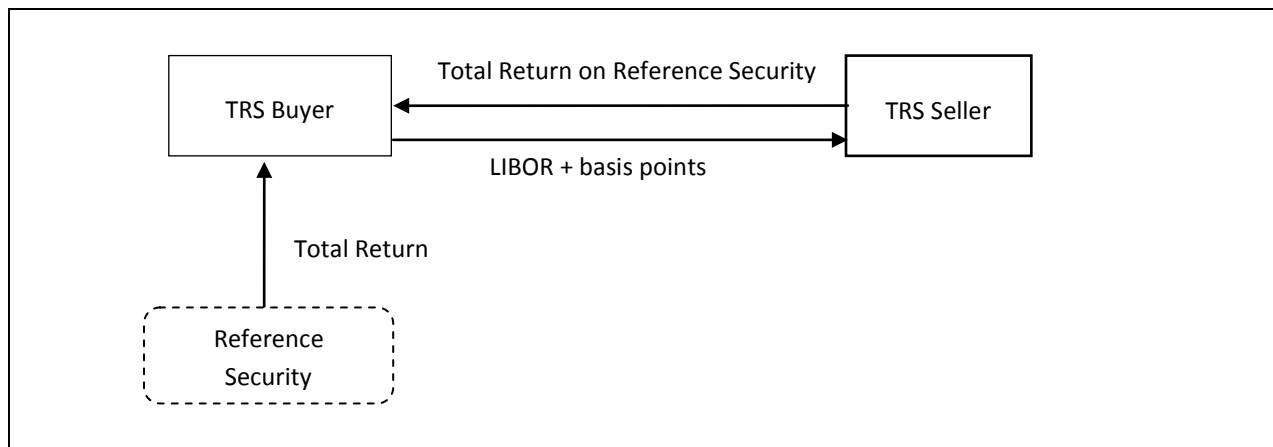 Total Return on Reference Security
TRS Buyer
TRS Seller
LIBOR + basis points
Total Return
Reference
Security